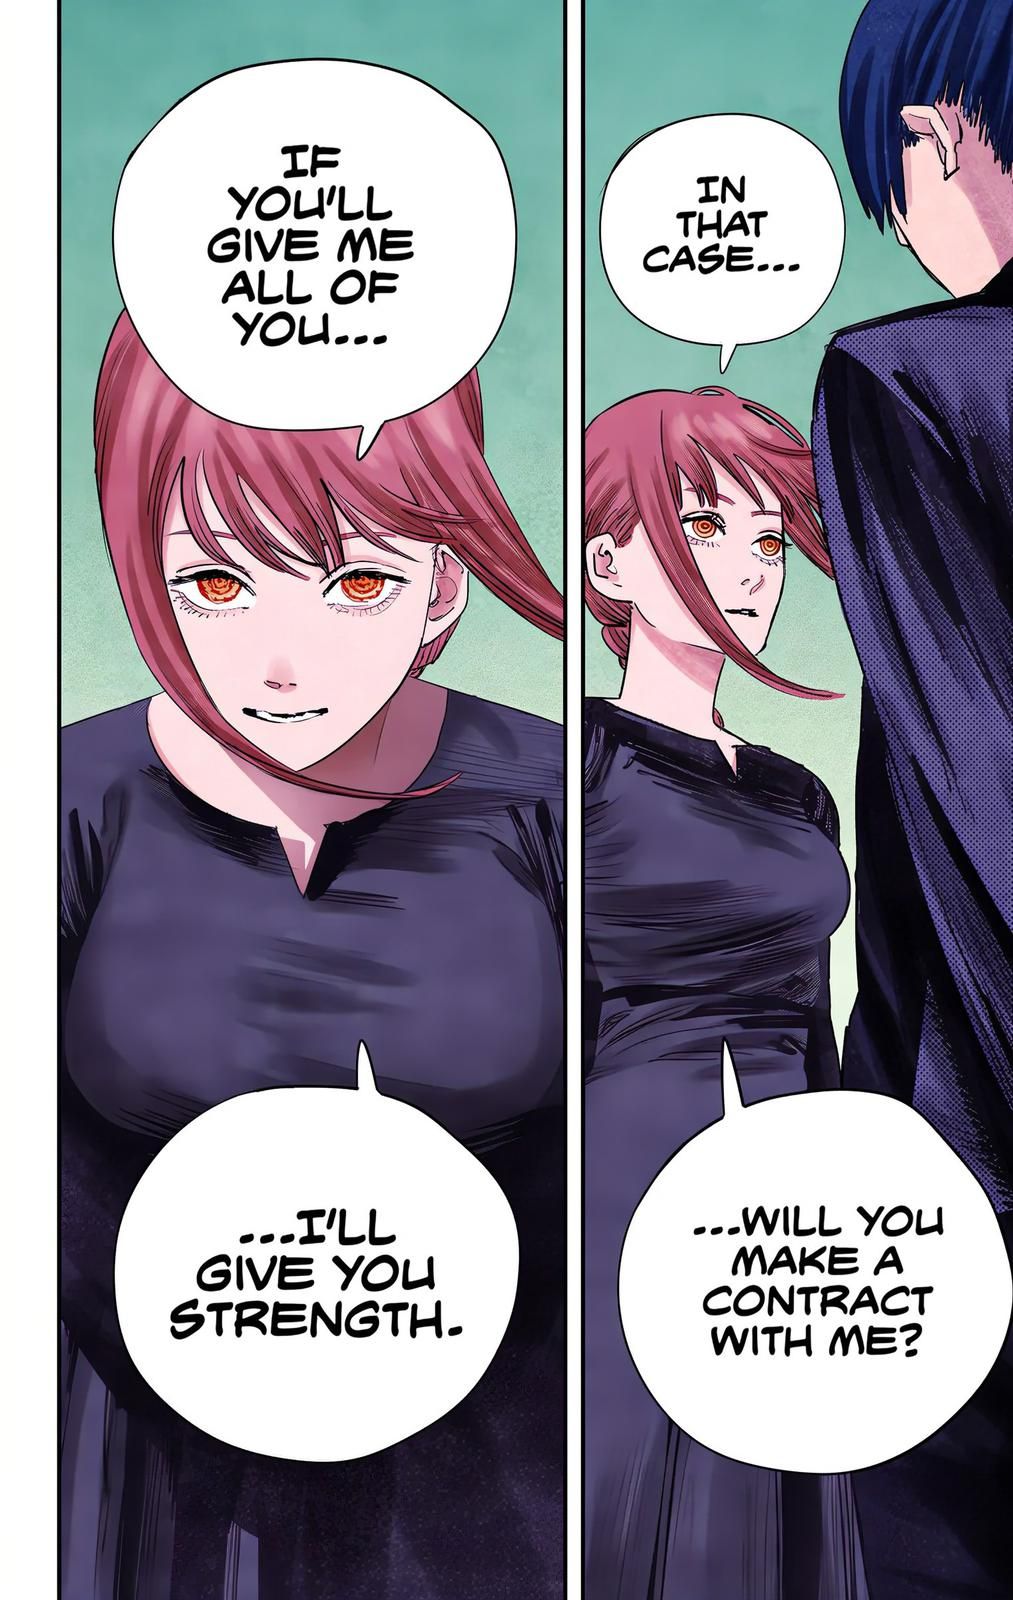 IN
THAT
CASE...
...WILL YOU
MAKE A
CONTRACT
WITH ME?
IF
YOU'LL
GIVE ME
ALL OF
YOU...
...I'LL
GIVE YOU
STRENGTH.